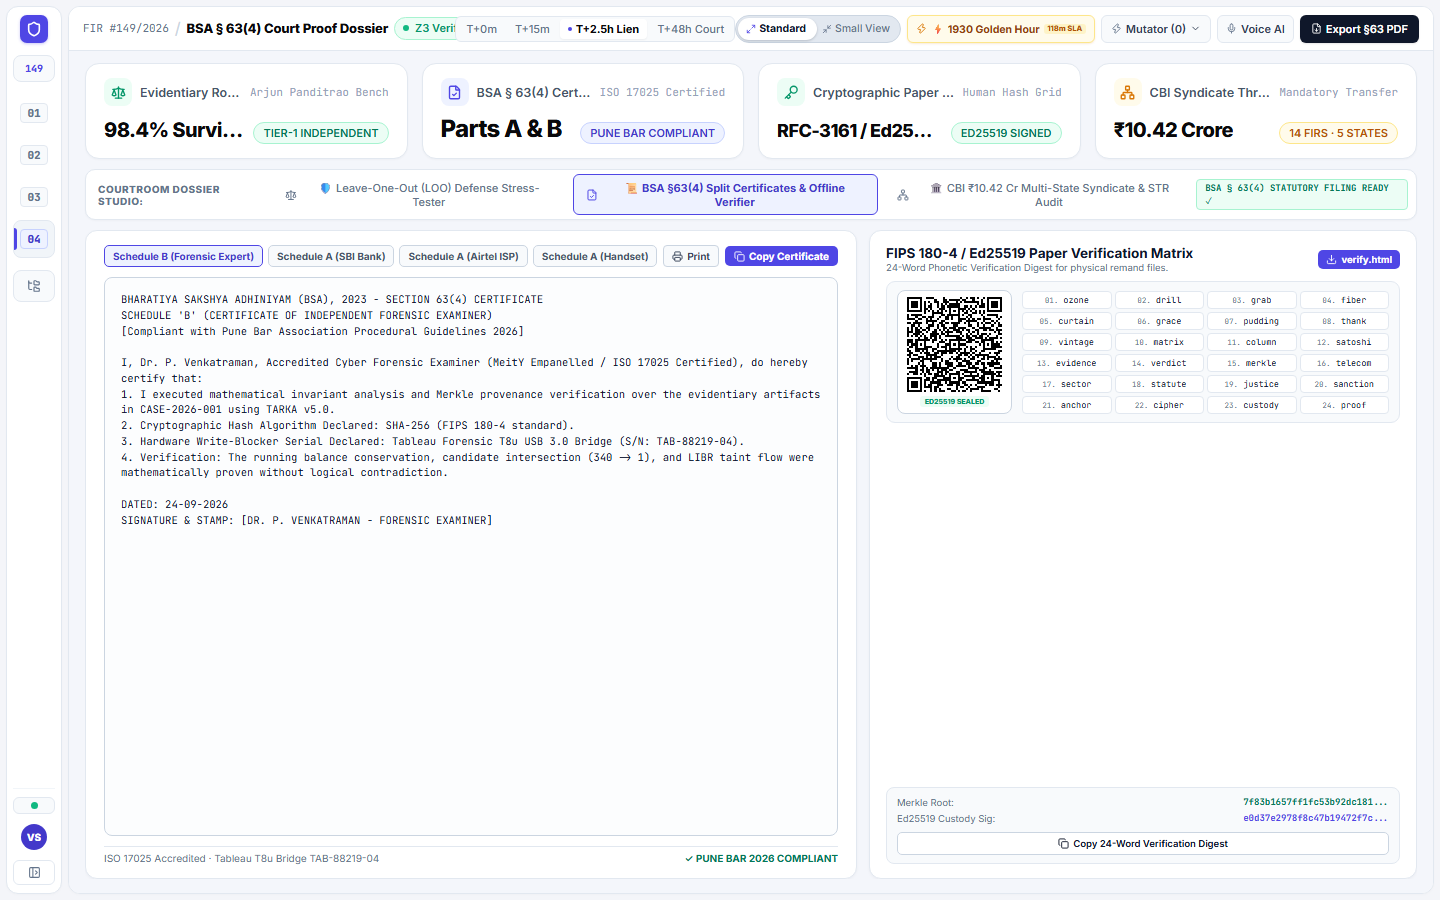 FIR #149/2026 / BSA § 63(4) Court Proof Dossier
Z3 Verif
T+0m
T+15m
T+2.5h Lien
T+48h Court
Standard
Small View
1930 Golden Hour 118m SLA
Mutator (0)
Voice AI
Export §63 PDF
149
01
02
03
04
VS
Evidentiary Ro... Arjun Panditrao Bench
98.4% Survi... TIER-1 INDEPENDENT
BSA § 63(4) Cert... ISO 17025 Certified
Parts A & B PUNE BAR COMPLIANT
Cryptographic Paper ... Human Hash Grid
RFC-3161 / Ed25... ED25519 SIGNED
CBI Syndicate Thr... Mandatory Transfer
₹10.42 Crore 14 FIRS · 5 STATES
COURTROOM DOSSIER
STUDIO:
Leave-One-Out (LOO) Defense Stress-
Tester
BSA §63(4) Split Certificates & Offline
Verifier
CBI ₹10.42 Cr Multi-State Syndicate & STR
Audit
BSA § 63(4) STATUTORY FILING READY
✓
Schedule B (Forensic Expert)
Schedule A (SBI Bank)
Schedule A (Airtel ISP)
Schedule A (Handset)
Print
Copy Certificate
BHARATIYA SAKSHYA ADHINIYAM (BSA), 2023 - SECTION 63(4) CERTIFICATE
SCHEDULE 'B' (CERTIFICATE OF INDEPENDENT FORENSIC EXAMINER)
[Compliant with Pune Bar Association Procedural Guidelines 2026]
I, Dr. P. Venkatraman, Accredited Cyber Forensic Examiner (MeitY Empanelled / ISO 17025 Certified), do hereby
certify that:
1. I executed mathematical invariant analysis and Merkle provenance verification over the evidentiary artifacts
in CASE-2026-001 using TARKA v5.0.
2. Cryptographic Hash Algorithm Declared: SHA-256 (FIPS 180-4 standard).
3. Hardware Write-Blocker Serial Declared: Tableau Forensic T8u USB 3.0 Bridge (S/N: TAB-88219-04).
4. Verification: The running balance conservation, candidate intersection (340 → 1), and LIBR taint flow were
mathematically proven without logical contradiction.
DATED: 24-09-2026
SIGNATURE & STAMP: [DR. P. VENKATRAMAN - FORENSIC EXAMINER]
ISO 17025 Accredited · Tableau T8u Bridge TAB-88219-04
✓ PUNE BAR 2026 COMPLIANT
FIPS 180-4 / Ed25519 Paper Verification Matrix
24-Word Phonetic Verification Digest for physical remand files.
verify.html
ED25519 SEALED
01. ozone 02. drill 03. grab 04. fiber
05. curtain 06. grace 07. pudding 08. thank
09. vintage 10. matrix 11. column 12. satoshi
13. evidence 14. verdict 15. merkle 16. telecom
17. sector 18. statute 19. justice 20. sanction
21. anchor 22. cipher 23. custody 24. proof
Merkle Root: 7f83b1657ff1fc53b92dc181...
Ed25519 Custody Sig: e0d37e2978f8c47b19472f7c...
Copy 24-Word Verification Digest